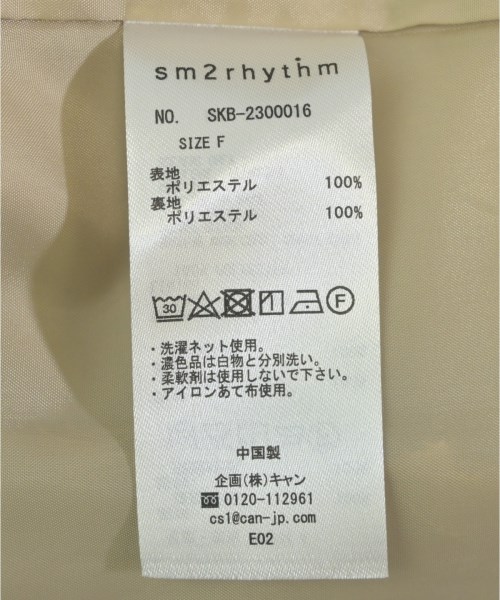 sm2rhythm
NO. SKB-2300016
SIZE F
表地
ポリエステル 100%
裏地
ポリエステル 100%
30 F
・洗濯ネット使用。
・濃色品は白物と分別洗い。
・柔軟剤は使用しないで下さい。
・アイロンあて布使用。
中国製
企画(株)キャン
0120-112961
cs1@can-jp.com
E02